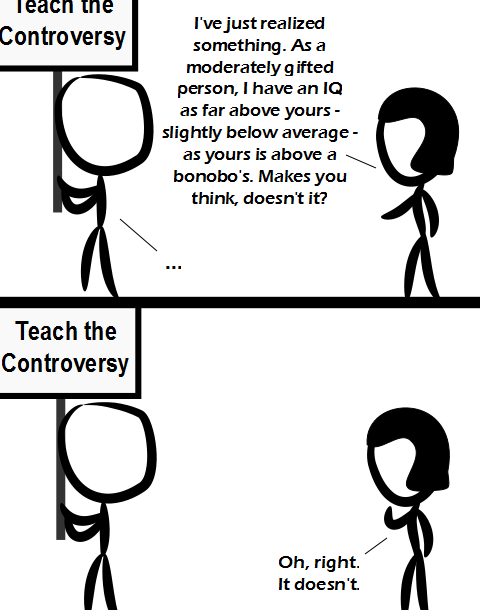 Teach the
Controversy
I've just realized
something. As a
moderately gifted
person, I have an IQ
as far above yours -
slightly below average -
as yours is above a
bonobo's. Makes you
think, doesn't it?
...
Teach the
Controversy
Oh, right.
It doesn't.